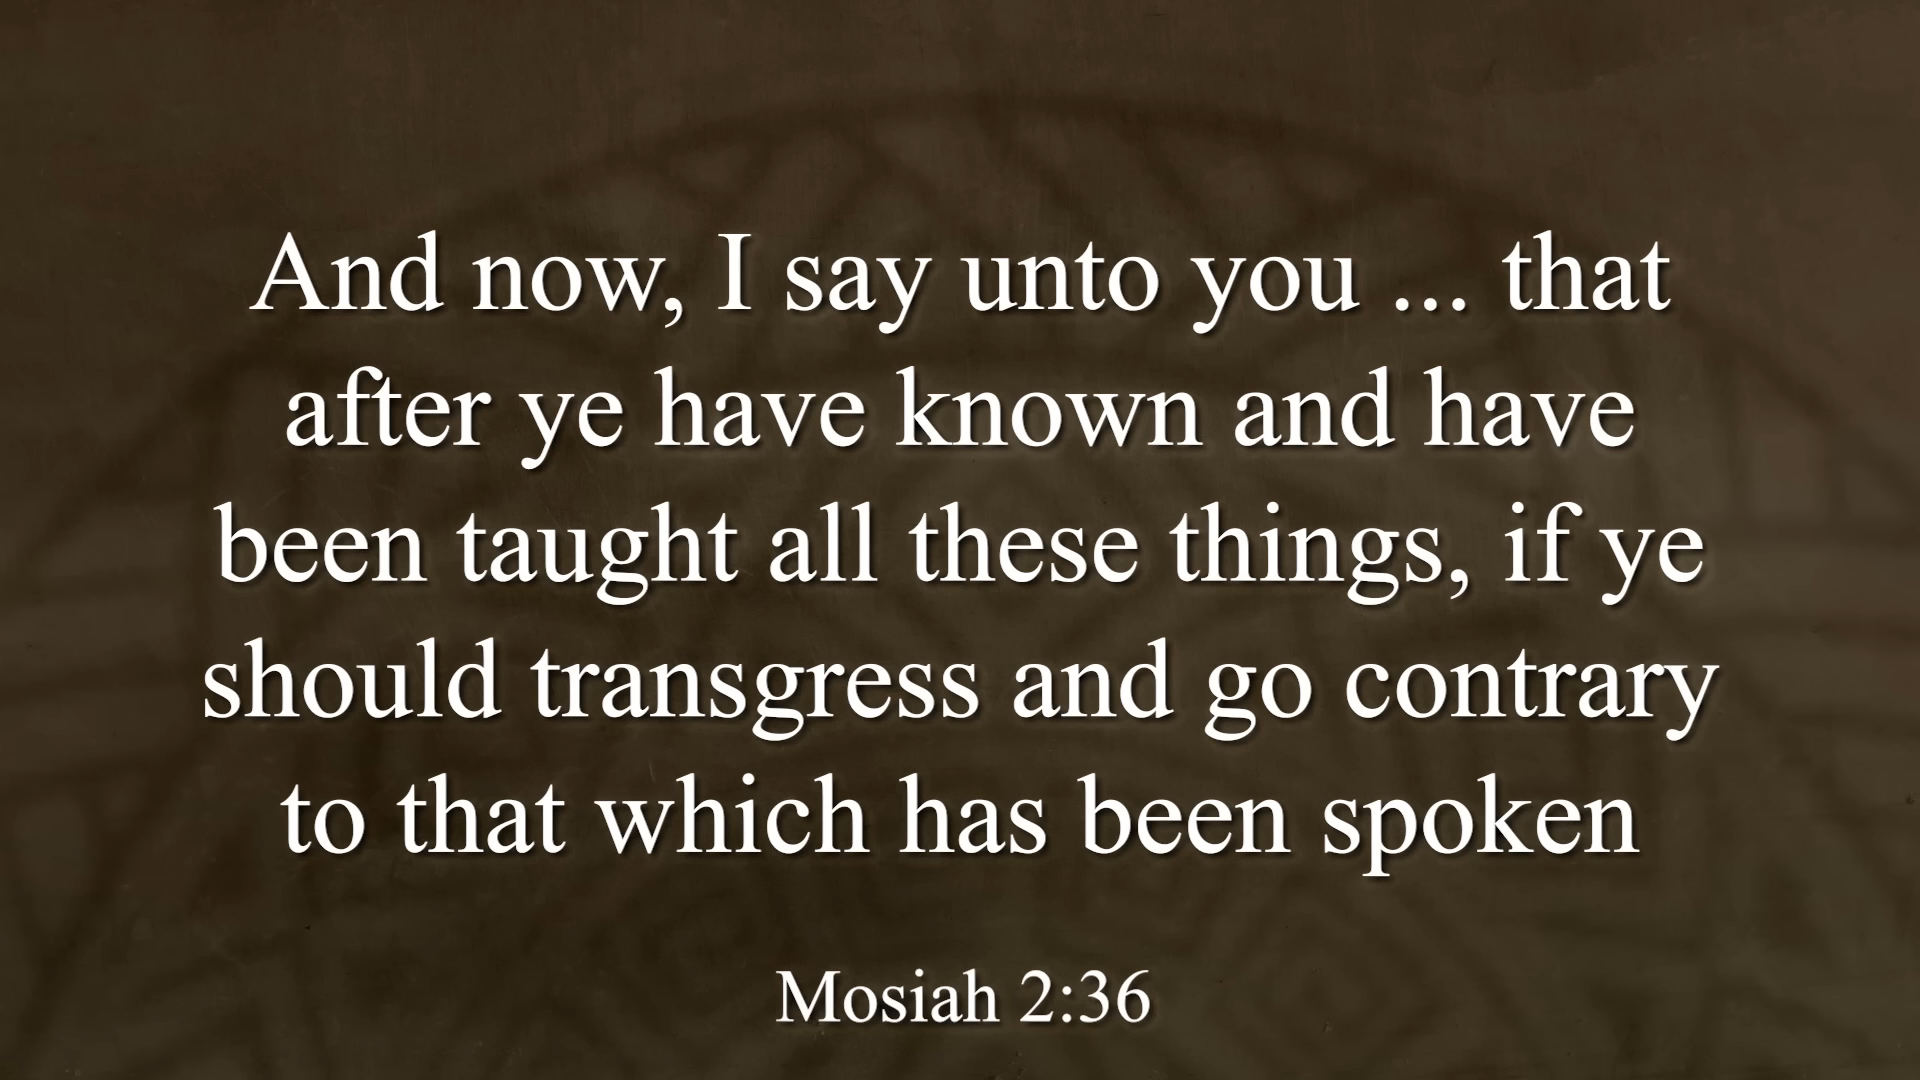 And now, I say unto you ... that
after ye have known and have
been taught all these things, if ye
should transgress and go contrary
to that which has been spoken
Mosiah 2:36